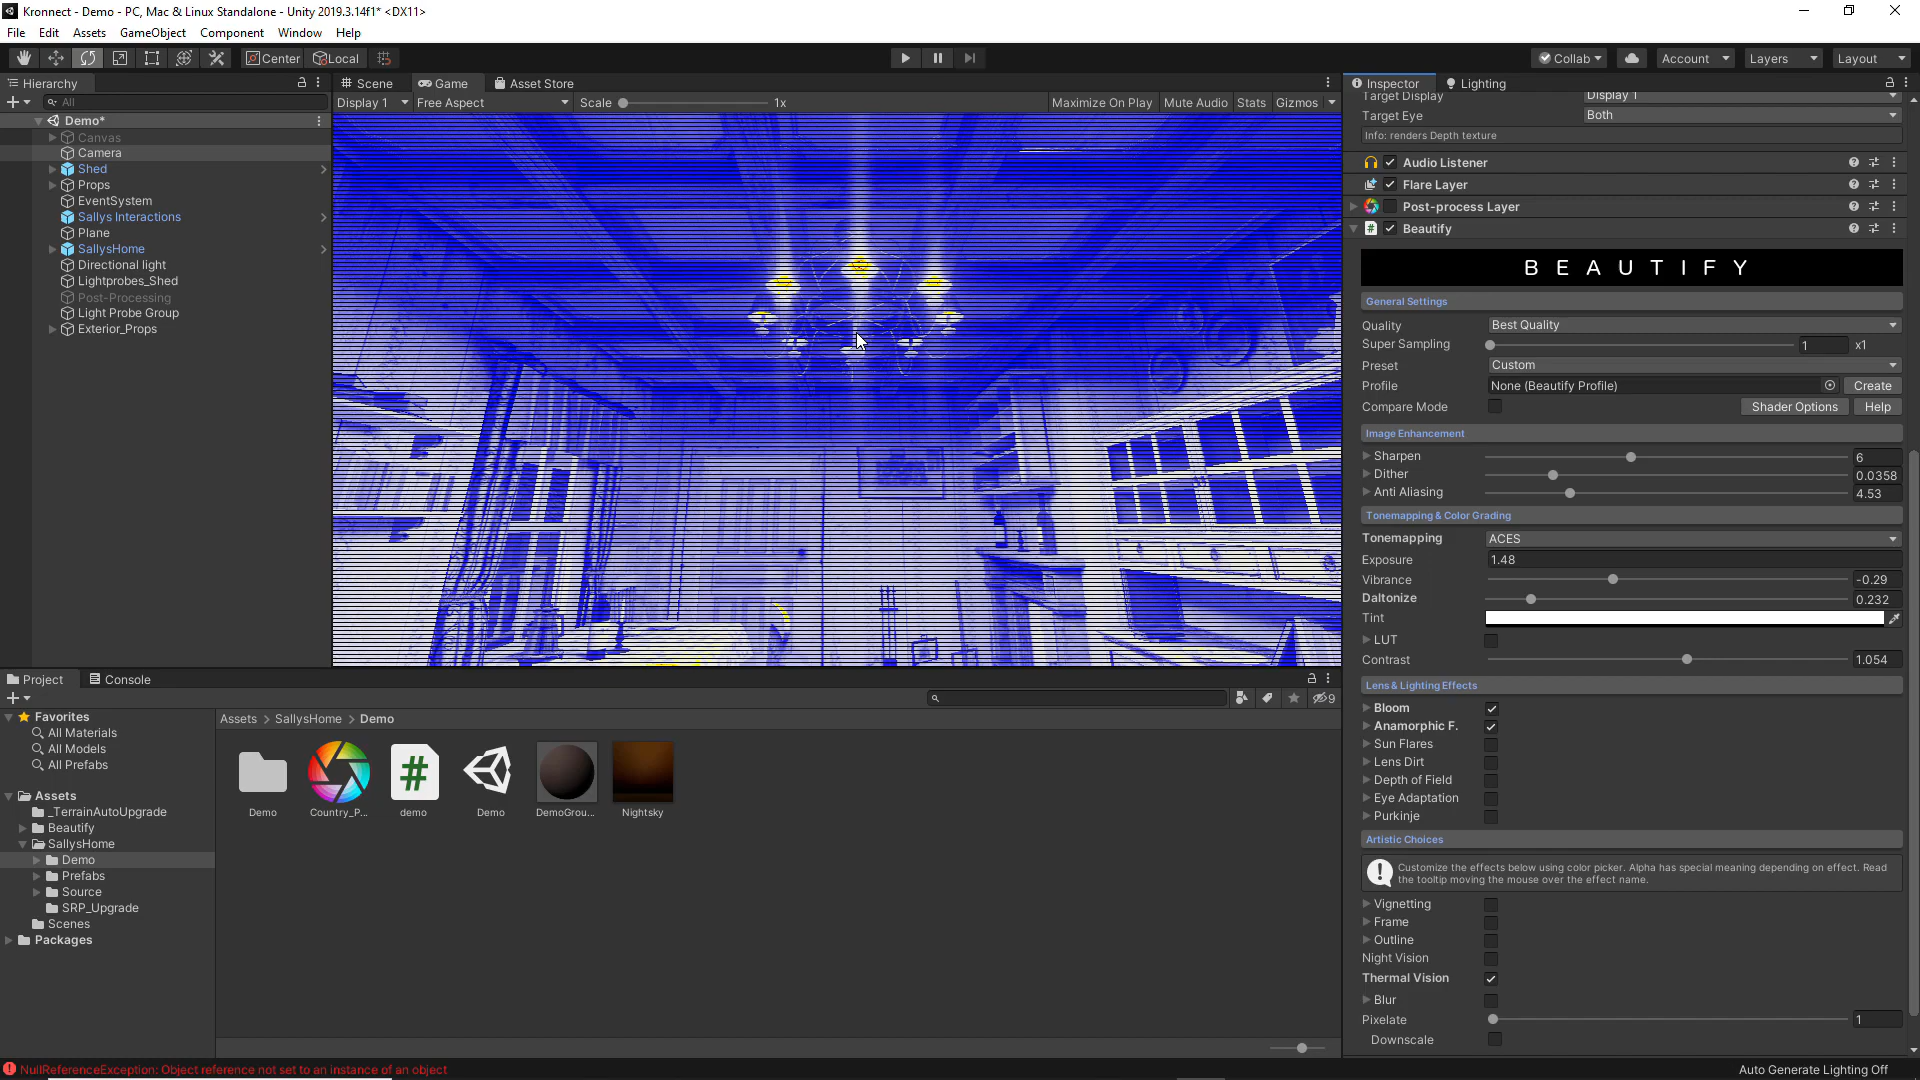 Kronnect - Demo - PC, Mac & Linux Standalone - Unity 2019.3.14f1* <DX11>
File Edit Assets GameObject Component Window Help
Center Local Collab Account Layers Layout
Hierarchy
All
Demo*
Canvas
Camera
Shed
Props
EventSystem
Sallys Interactions
Plane
SallysHome
Directional light
Lightprobes_Shed
Post-Processing
Light Probe Group
Exterior_Props
Scene Game Asset Store
Display 1 Free Aspect Scale 1x Maximize On Play Mute Audio Stats Gizmos
Inspector Lighting
Target Display Display 1
Target Eye Both
Info: renders Depth texture
Audio Listener
Flare Layer
Post-process Layer
Beautify
BEAUTIFY
General Settings
Quality Best Quality
Super Sampling 1 x1
Preset Custom
Profile None (Beautify Profile) Create
Compare Mode Shader Options Help
Image Enhancement
Sharpen 6
Dither 0.0358
Anti Aliasing 4.53
Tonemapping & Color Grading
Tonemapping ACES
Exposure 1.48
Vibrance -0.29
Daltonize 0.232
Tint
LUT
Contrast 1.054
Lens & Lighting Effects
Bloom
Anamorphic F.
Sun Flares
Lens Dirt
Depth of Field
Eye Adaptation
Purkinje
Artistic Choices
Customize the effects below using color picker. Alpha has special meaning depending on effect. Read
the tooltip moving the mouse over the effect name.
Vignetting
Frame
Outline
Night Vision
Thermal Vision
Blur
Pixelate 1
Downscale
Project Console
9
Favorites
All Materials
All Models
All Prefabs
Assets
_TerrainAutoUpgrade
Beautify
SallysHome
Demo
Prefabs
Source
SRP_Upgrade
Scenes
Packages
Assets > SallysHome > Demo
Demo Country_P... demo Demo DemoGrou... Nightsky
NullReferenceException: Object reference not set to an instance of an object
Auto Generate Lighting Off